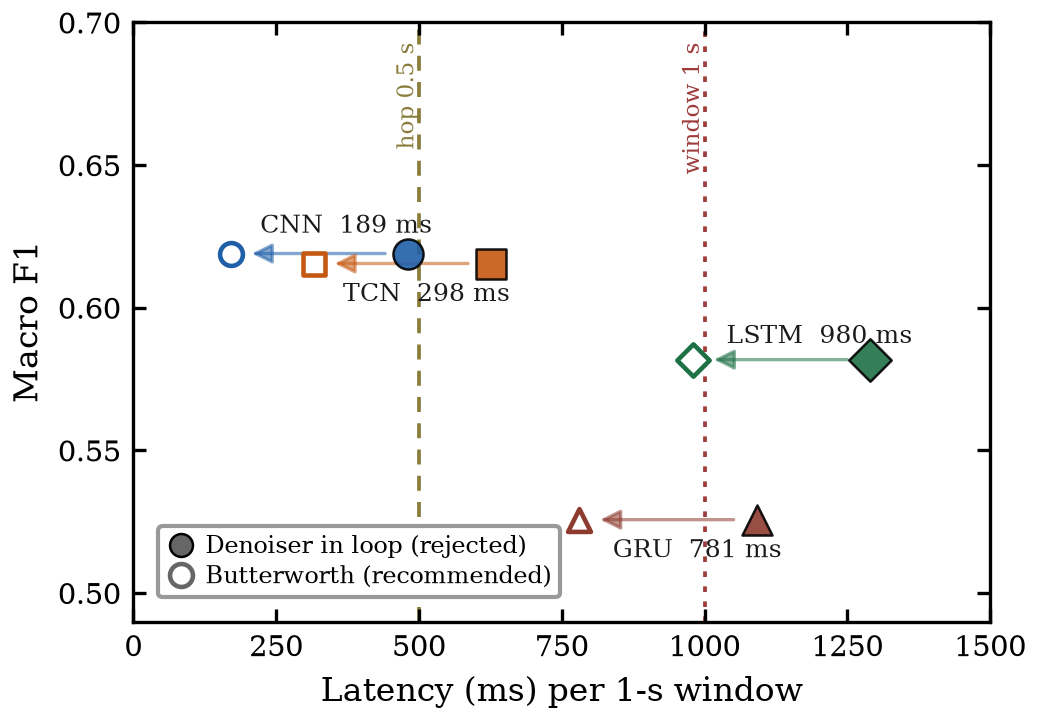 0.70
0.65
0.60
0.55
0.50
Macro F1
hop 0.5 s
window 1 s
CNN 189 ms
TCN 298 ms
LSTM 980 ms
GRU 781 ms
Denoiser in loop (rejected)
Butterworth (recommended)
0 250 500 750 1000 1250 1500
Latency (ms) per 1-s window